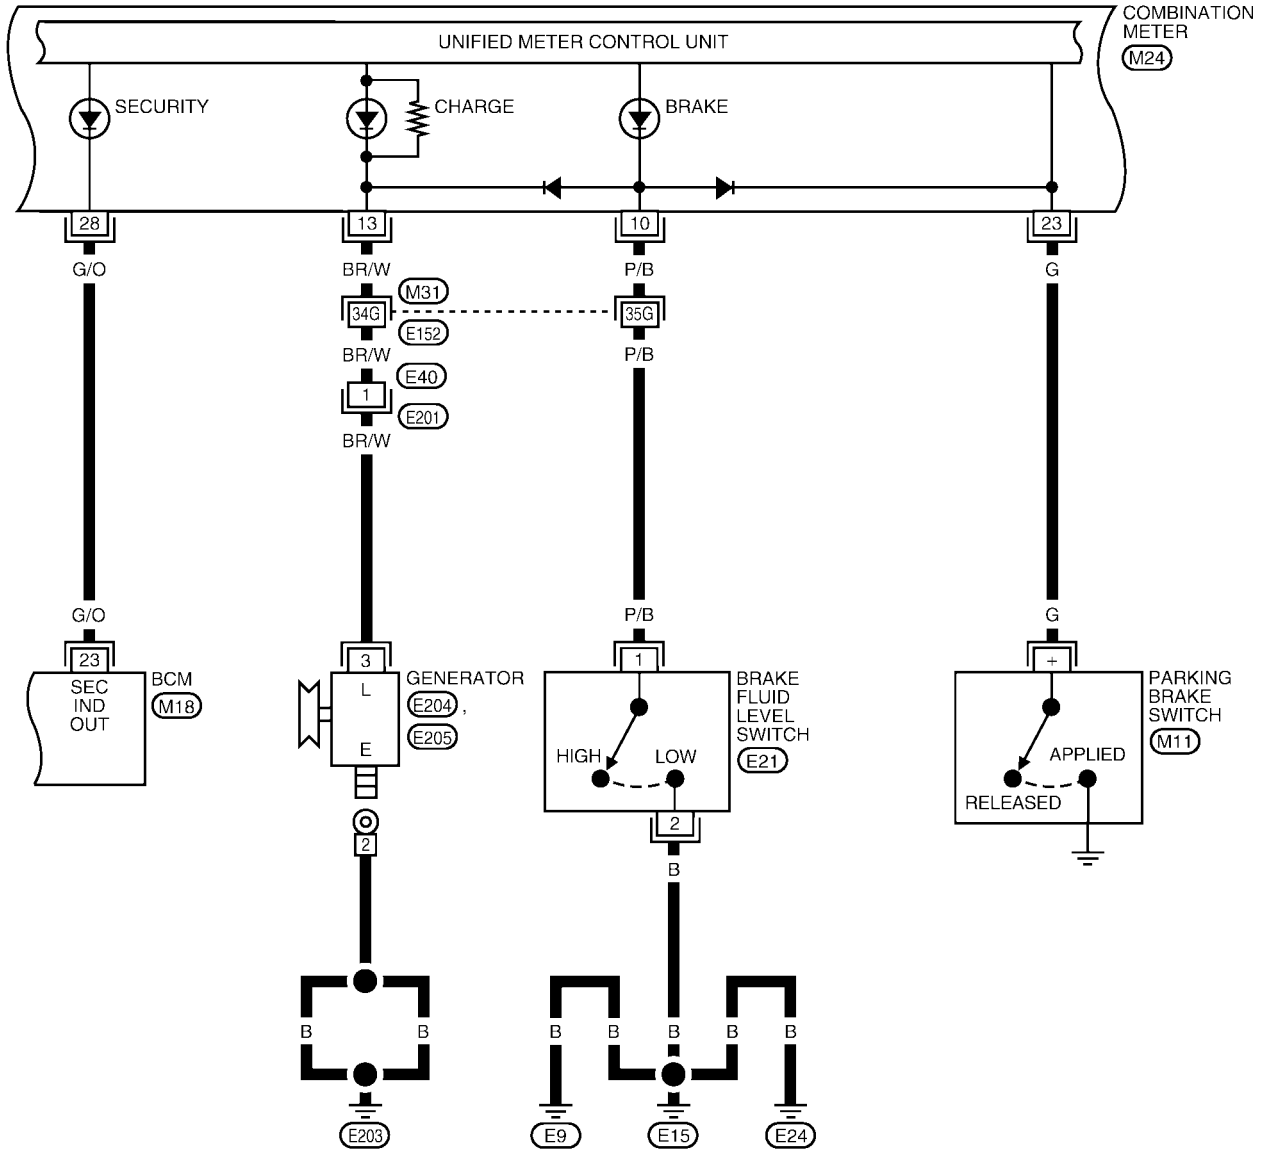 COMBINATION
METER
M24
UNIFIED METER CONTROL UNIT
SECURITY
CHARGE
BRAKE
28
13
10
23
G/O
BR/W
P/B
G
M31
34G
35G
E152
BR/W
P/B
E40
1
E201
BR/W
G/O
P/B
G
23
3
1
+
SEC
IND
OUT
BCM
M18
L
E
GENERATOR
E204 ,
E205
BRAKE
FLUID
LEVEL
SWITCH
E21
HIGH
LOW
PARKING
BRAKE
SWITCH
M11
APPLIED
RELEASED
2
2
B
B
B
B
B
B
B
B
E203
E9
E15
E24